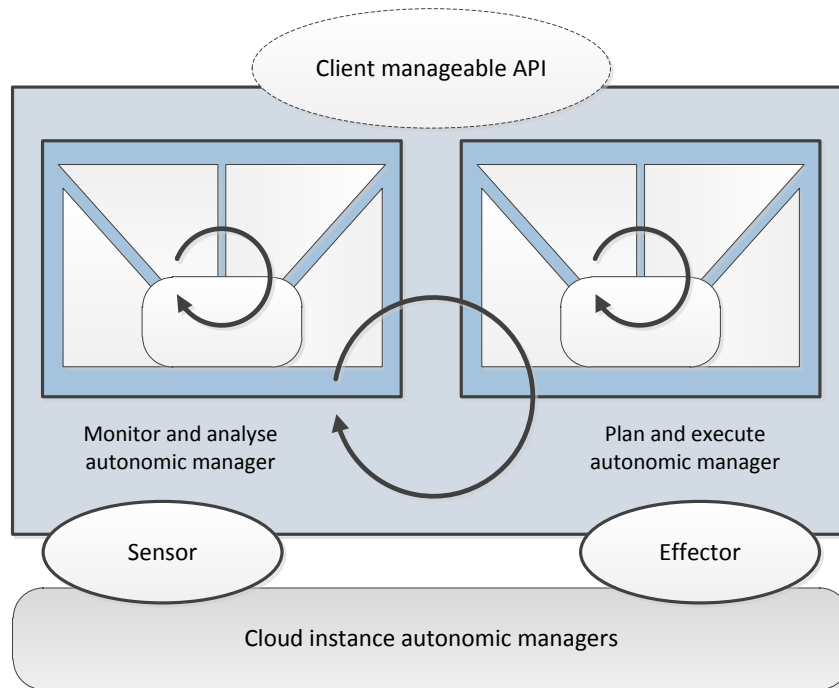 Client manageable API
Monitor and analyse
autonomic manager
Plan and execute
autonomic manager
Sensor
Effector
Cloud instance autonomic managers